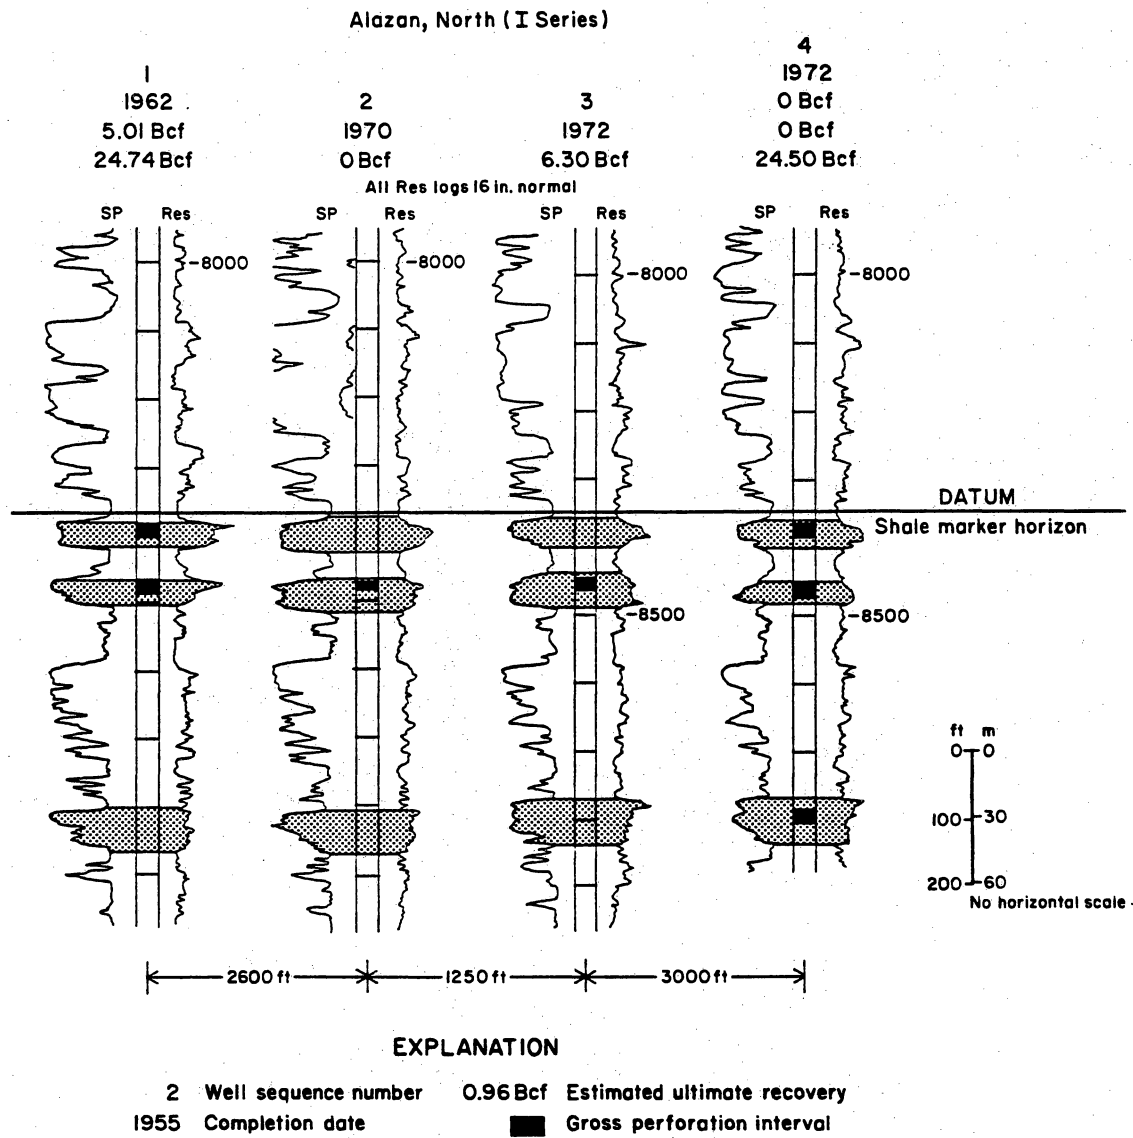 Alazan, North (I Series)
1
1962
5.01 Bcf
24.74 Bcf
2
1970
0 Bcf
3
1972
6.30 Bcf
4
1972
0 Bcf
0 Bcf
24.50 Bcf
All Res logs 16 in. normal
SP Res SP Res SP Res SP Res
-8000 -8000 -8000 -8000
DATUM
Shale marker horizon
-8500 -8500
ft m
0 0
100 30
200 60
No horizontal scale
2600 ft 1250 ft 3000 ft
EXPLANATION
2 Well sequence number 0.96 Bcf Estimated ultimate recovery
1955 Completion date Gross perforation interval